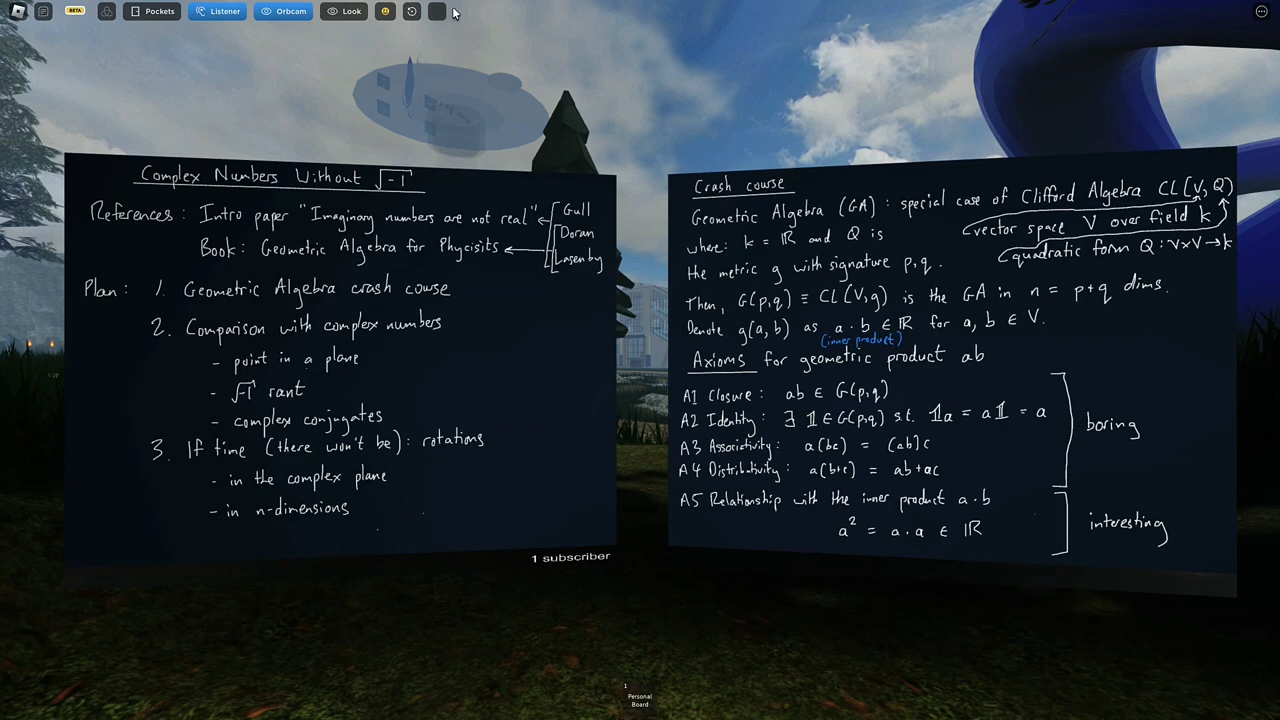 BETA
Pockets
Listener
Orbcam
Look
Complex Numbers Without √-1
References: Intro paper "Imaginary numbers are not real" ← Gull
Doran
Book: Geometric Algebra for Phycisits ← Lasenby
Plan: 1. Geometric Algebra crash course
2. Comparison with complex numbers
- point in a plane
- √-1 rant
- complex conjugates
3. If time (there won't be): rotations
- in the complex plane
- in n-dimensions
1 subscriber
Crash course
Geometric Algebra (GA): special case of Clifford Algebra CL(V, Q)
vector space V over field k
where: k = ℝ and Q is
quadratic form Q: V×V → k
the metric g with signature p,q.
Then, G(p,q) ≡ CL(V,g) is the GA in n = p+q dims.
Denote g(a,b) as a·b ∈ ℝ for a, b ∈ V.
(inner product)
Axioms for geometric product ab
A1 Closure: ab ∈ G(p,q)
A2 Identity: ∃ 𝟙 ∈ G(p,q) s.t. 𝟙a = a𝟙 = a
boring
A3 Associtivity: a(bc) = (ab)c
A4 Distributivity: a(b+c) = ab+ac
A5 Relationship with the inner product a·b
a² = a·a ∈ ℝ
interesting
1
Personal
Board